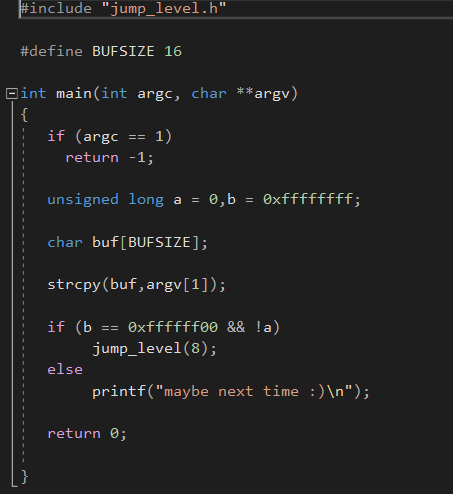 #include "jump_level.h"
#define BUFSIZE 16
int main(int argc, char **argv)
{
if (argc == 1)
return -1;
unsigned long a = 0,b = 0xffffffff;
char buf[BUFSIZE];
strcpy(buf,argv[1]);
if (b == 0xffffff00 && !a)
jump_level(8);
else
printf("maybe next time :)\n");
return 0;
}